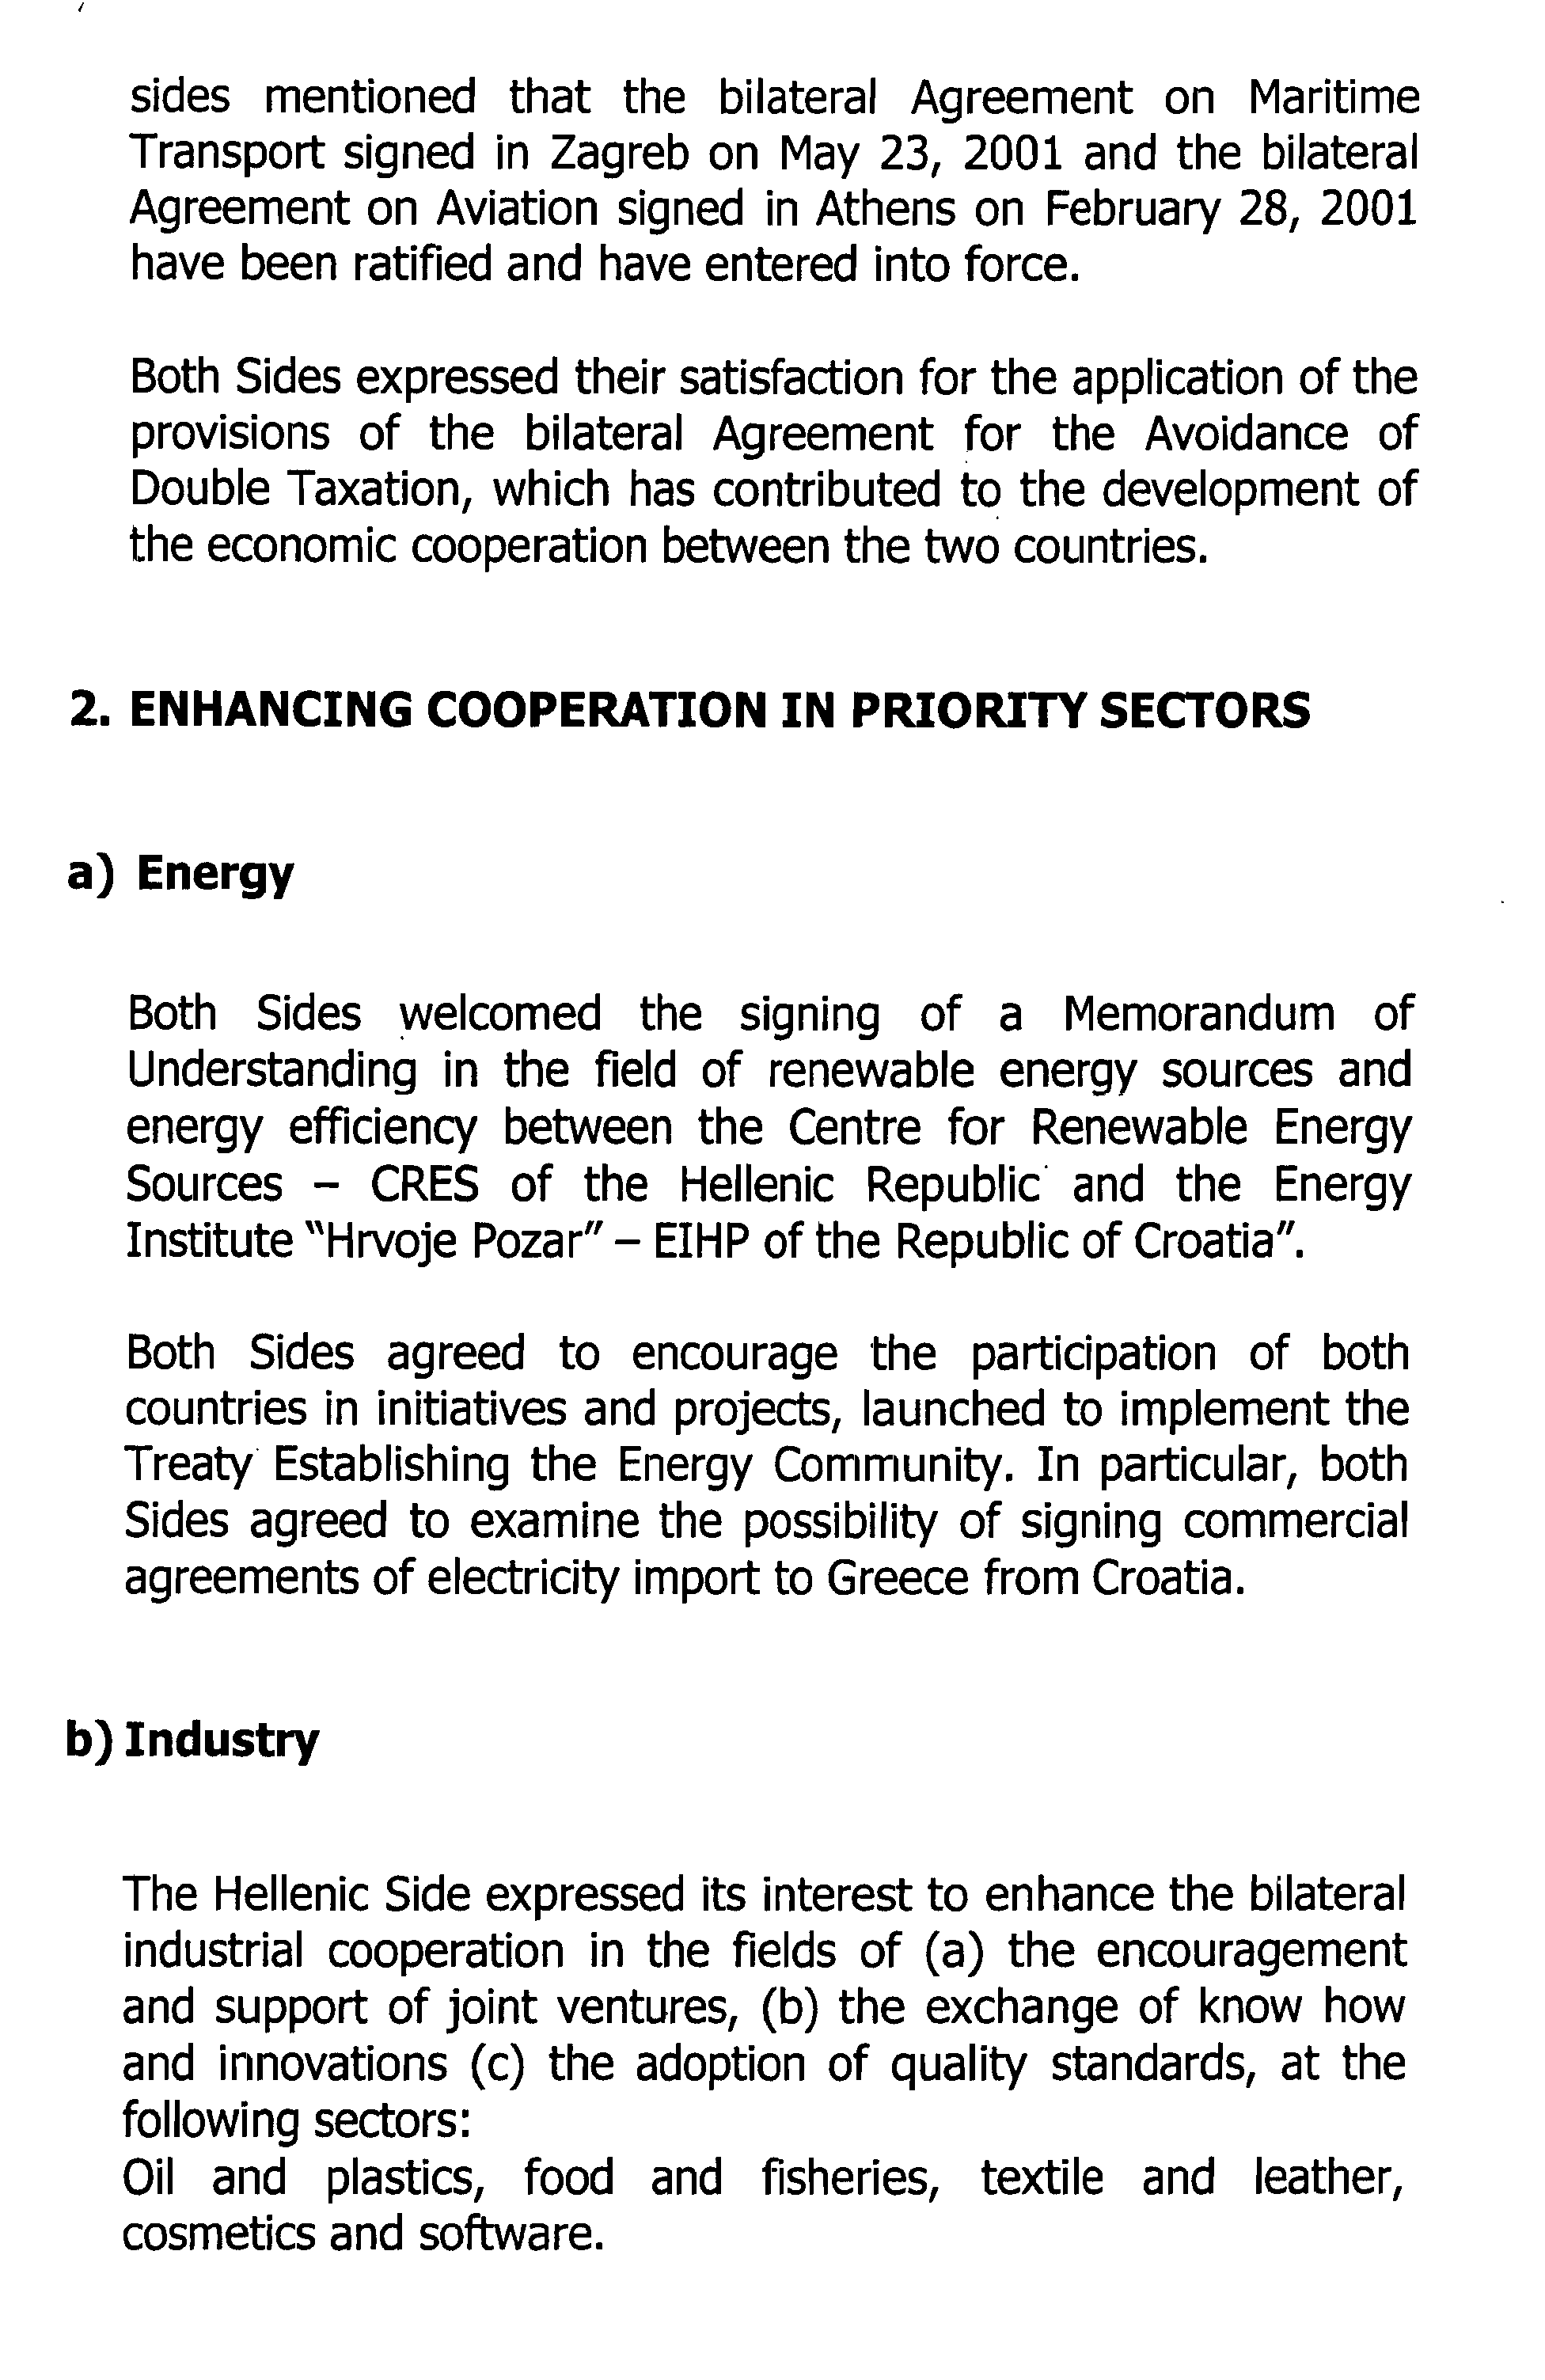 sides mentioned that the bilateral Agreement on Maritime
Transport signed in Zagreb on May 23, 2001 and the bilateral
Agreement on Aviation signed in Athens on February 28, 2001
have been ratified and have entered into force.
Both Sides expressed their satisfaction for the application of the
provisions of the bilateral Agreement for the Avoidance of
Double Taxation, which has contributed to the development of
the economic cooperation between the two countries.
2. ENHANCING COOPERATION IN PRIORITY SECTORS
a) Energy
Both Sides welcomed the signing of a Memorandum of
Understanding in the field of renewable energy sources and
energy efficiency between the Centre for Renewable Energy
Sources – CRES of the Hellenic Republic and the Energy
Institute "Hrvoje Pozar" – EIHP of the Republic of Croatia".
Both Sides agreed to encourage the participation of both
countries in initiatives and projects, launched to implement the
Treaty Establishing the Energy Community. In particular, both
Sides agreed to examine the possibility of signing commercial
agreements of electricity import to Greece from Croatia.
b) Industry
The Hellenic Side expressed its interest to enhance the bilateral
industrial cooperation in the fields of (a) the encouragement
and support of joint ventures, (b) the exchange of know how
and innovations (c) the adoption of quality standards, at the
following sectors:
Oil and plastics, food and fisheries, textile and leather,
cosmetics and software.